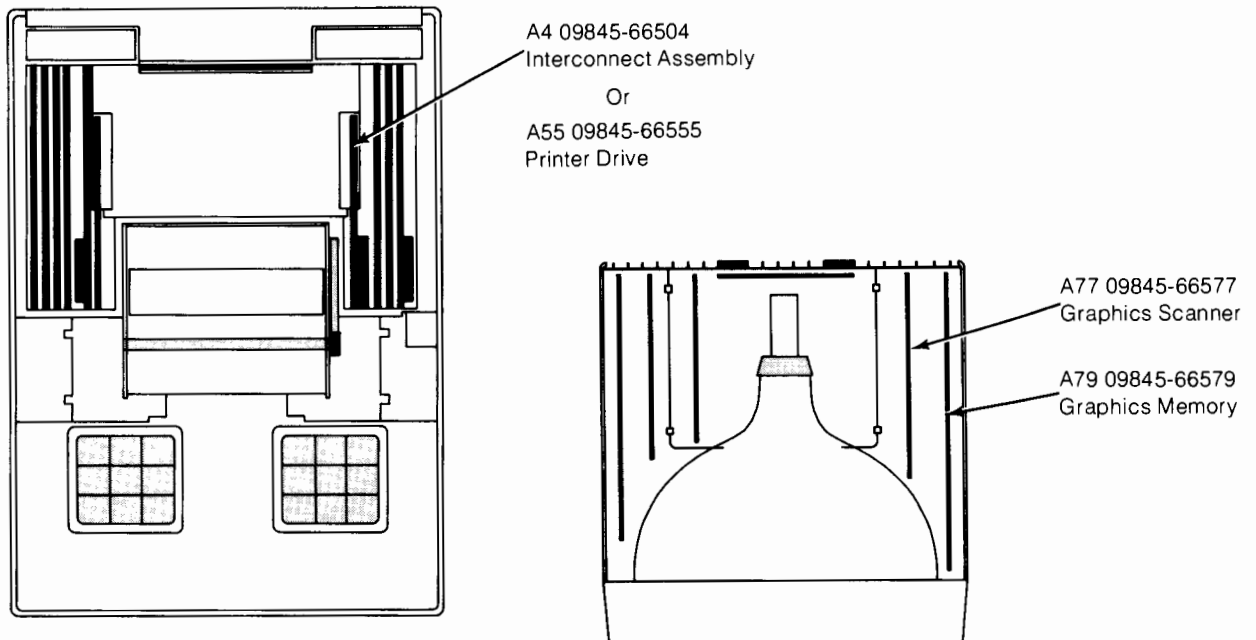 A4 09845-66504
Interconnect Assembly
Or
A55 09845-66555
Printer Drive
A77 09845-66577
Graphics Scanner
A79 09845-66579
Graphics Memory